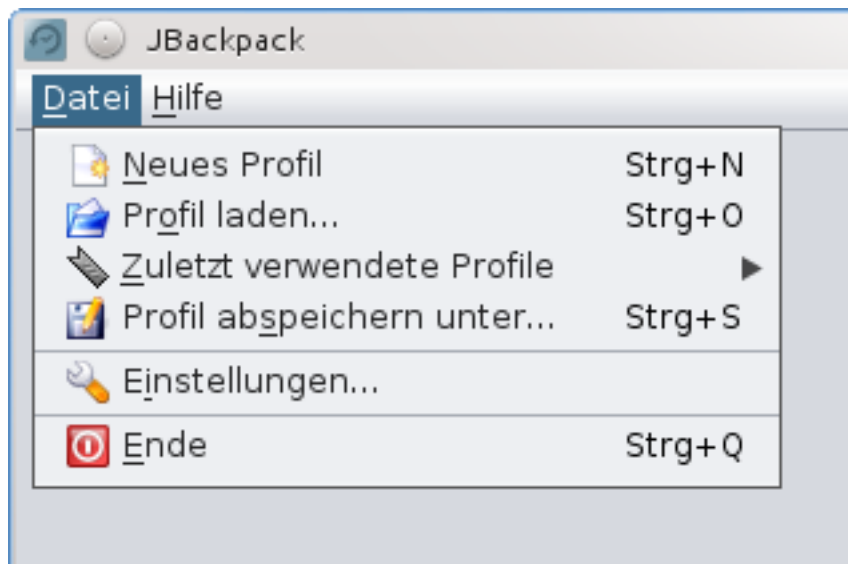 JBackpack
Datei Hilfe
Neues Profil Strg+N
Profil laden... Strg+O
Zuletzt verwendete Profile
Profil abspeichern unter... Strg+S
Einstellungen...
Ende Strg+Q